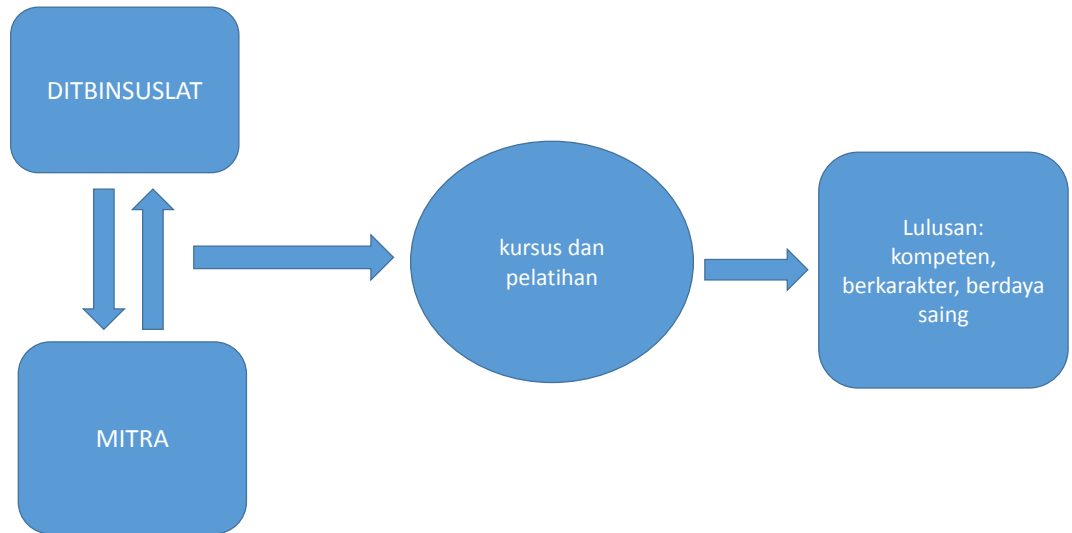 DITBINSUSLAT
MITRA
kursus dan
pelatihan
Lulusan:
kompeten,
berkarakter, berdaya
saing